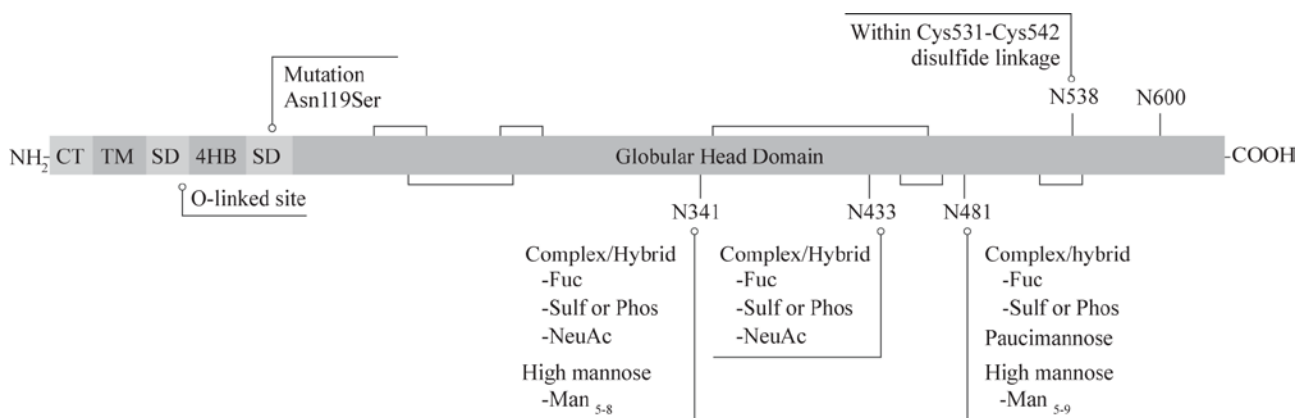 Within Cys531-Cys542
disulfide linkage
Mutation
Asn119Ser
N538
N600
NH2
CT
TM
SD
4HB
SD
Globular Head Domain
COOH
O-linked site
N341
N433
N481
Complex/Hybrid
-Fuc
-Sulf or Phos
-NeuAc
High mannose
-Man 5-8
Complex/Hybrid
-Fuc
-Sulf or Phos
-NeuAc
Complex/hybrid
-Fuc
-Sulf or Phos
Paucimannose
High mannose
-Man 5-9